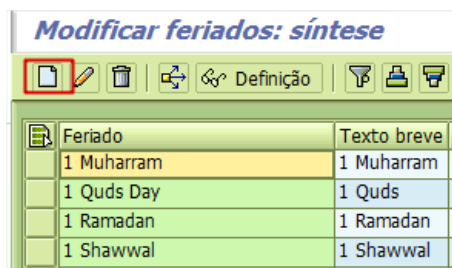 Modificar feriados: síntese
Definição
Feriado Texto breve
1 Muharram 1 Muharram
1 Quds Day 1 Quds
1 Ramadan 1 Ramadan
1 Shawwal 1 Shawwal